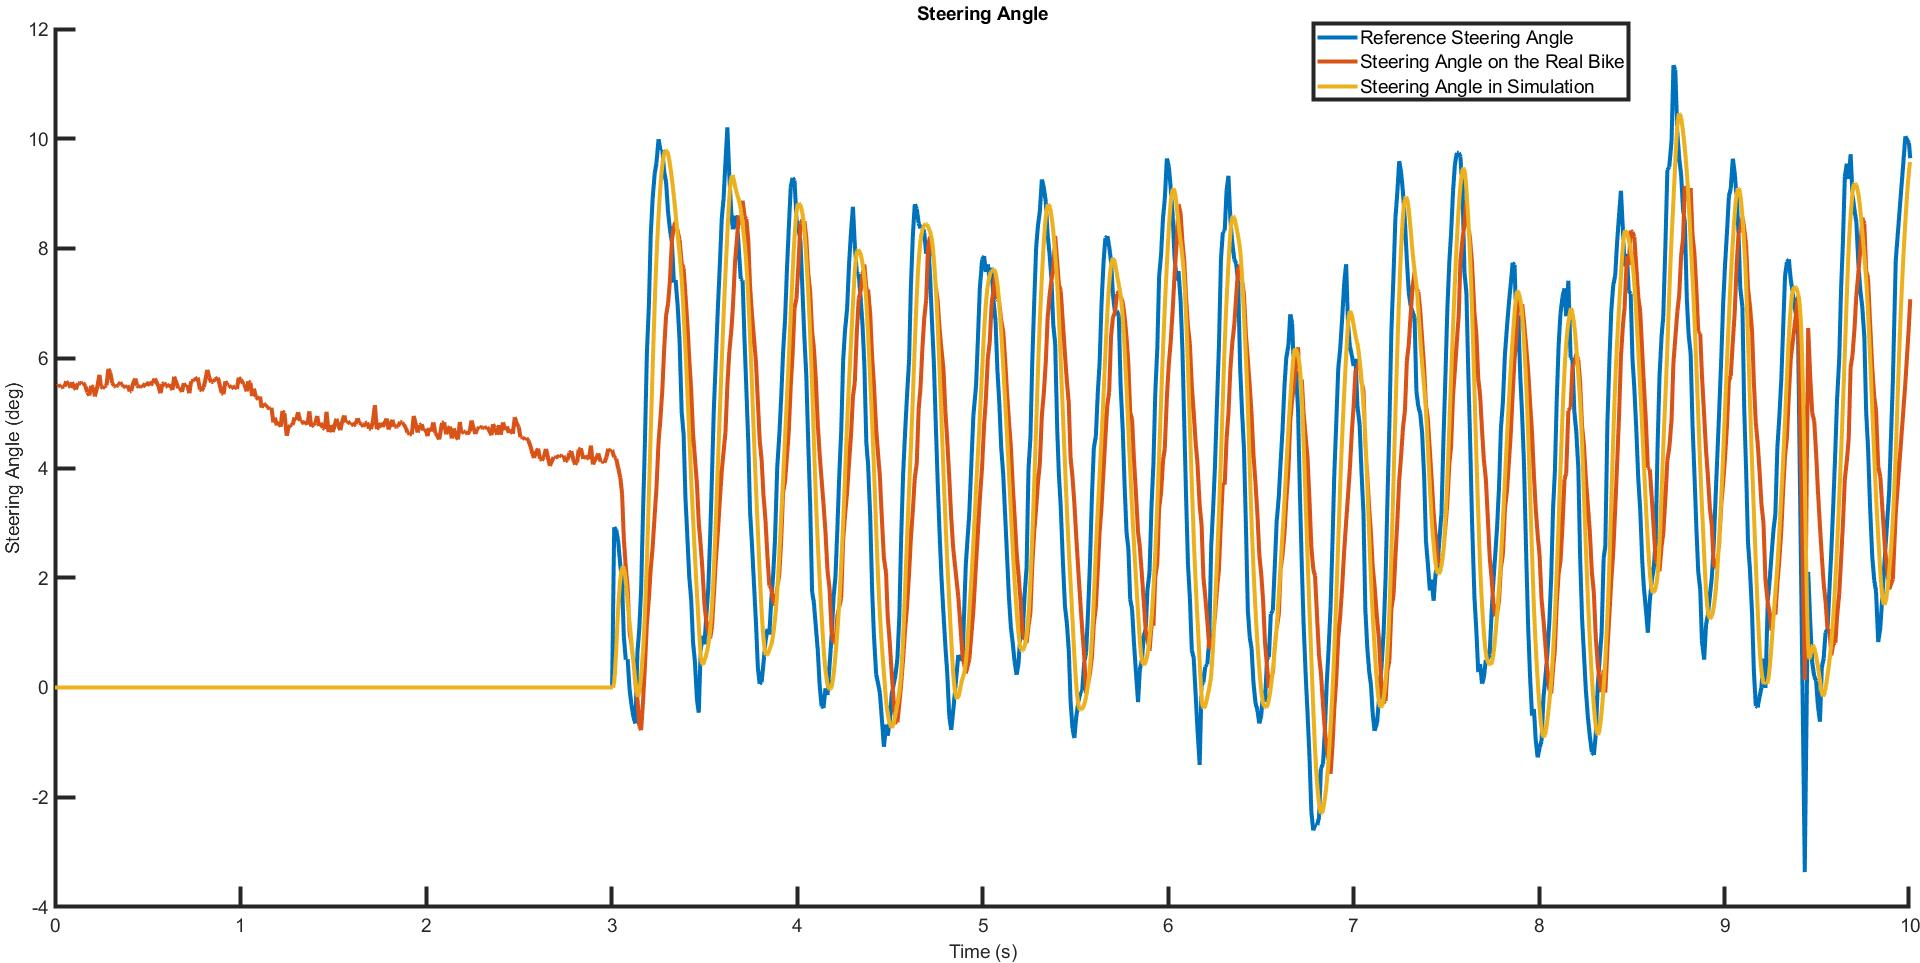 Steering Angle
Reference Steering Angle
Steering Angle on the Real Bike
Steering Angle in Simulation
Steering Angle (deg)
12
10
8
6
4
2
0
-2
-4
0 1 2 3 4 5 6 7 8 9 10
Time (s)